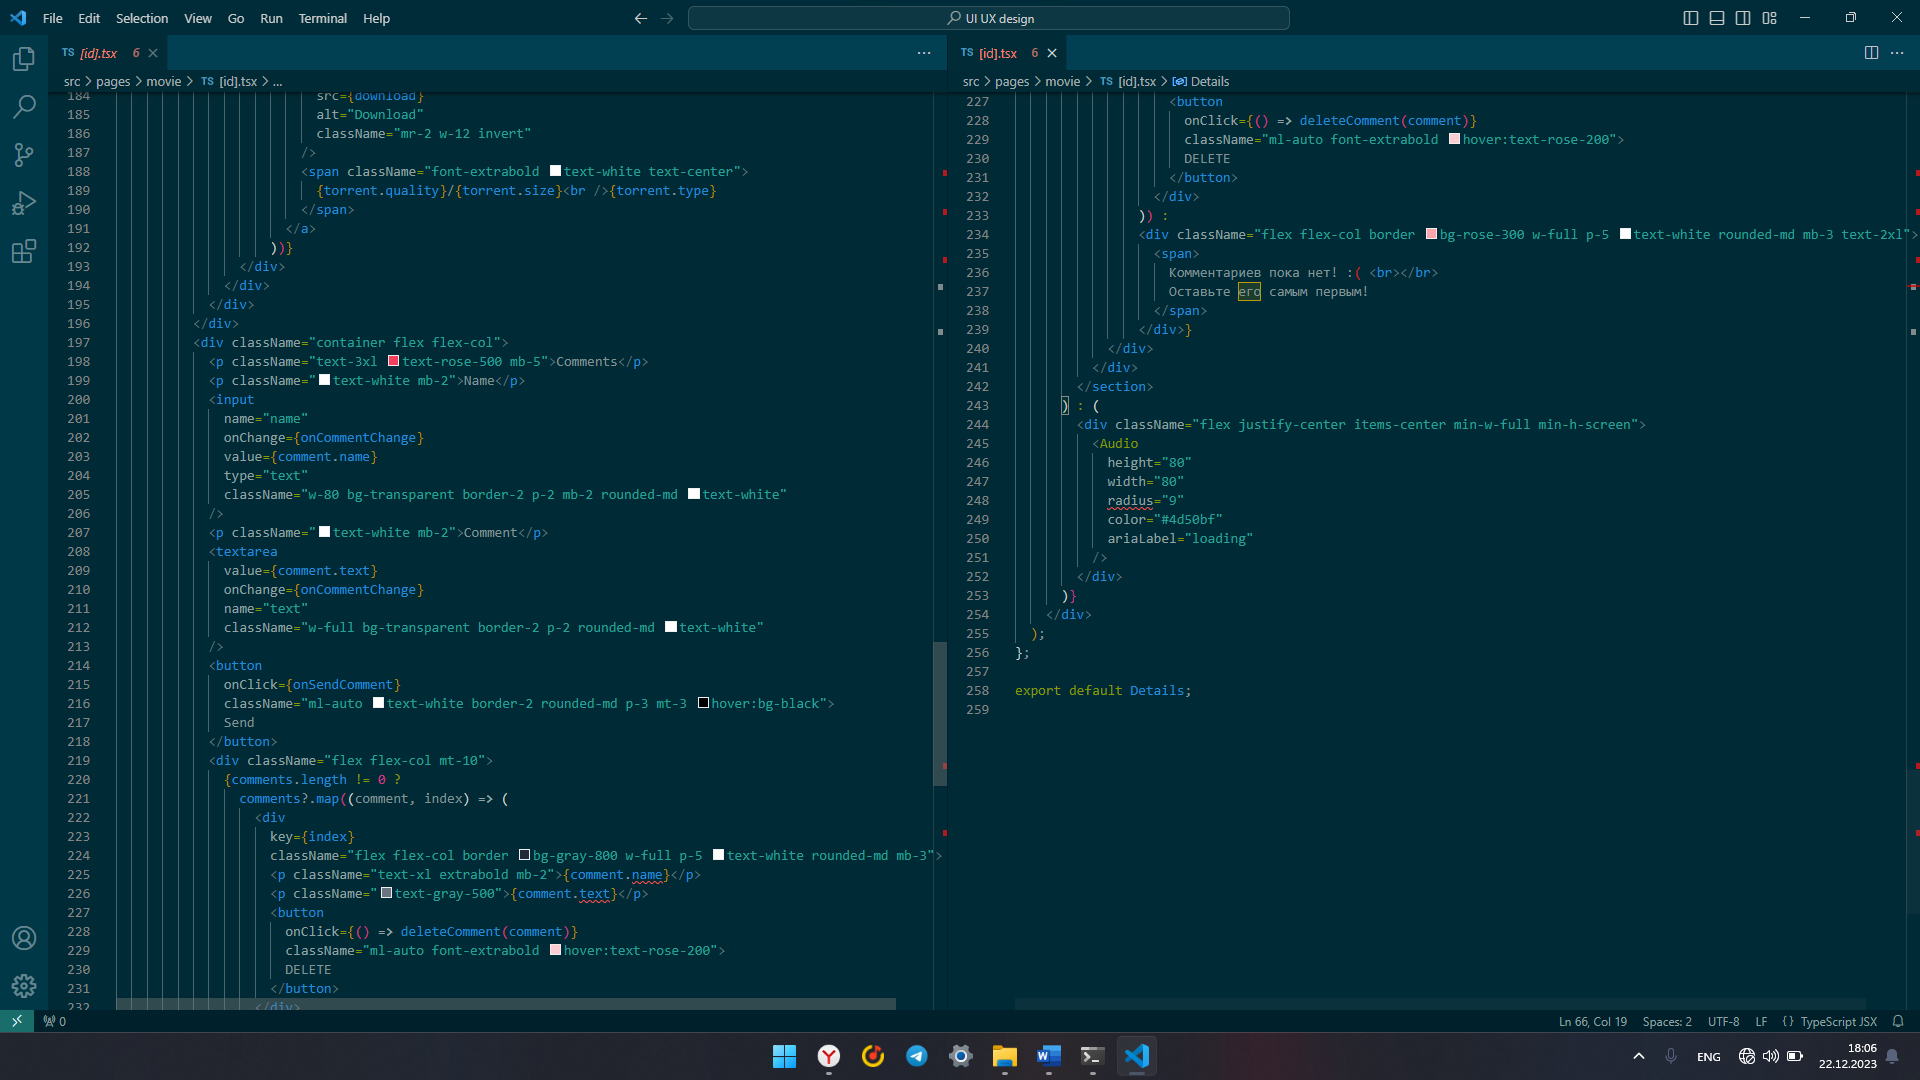 File Edit Selection View Go Run Terminal Help
UI UX design
TS [id].tsx 6
src > pages > movie > TS [id].tsx > ...
184 src={download}
185 alt="Download"
186 className="mr-2 w-12 invert"
187 />
188 <span className="font-extrabold text-white text-center">
189 {torrent.quality}/{torrent.size}<br />{torrent.type}
190 </span>
191 </a>
192 ))}
193 </div>
194 </div>
195 </div>
196 </div>
197 <div className="container flex flex-col">
198 <p className="text-3xl text-rose-500 mb-5">Comments</p>
199 <p className="text-white mb-2">Name</p>
200 <input
201 name="name"
202 onChange={onCommentChange}
203 value={comment.name}
204 type="text"
205 className="w-80 bg-transparent border-2 p-2 mb-2 rounded-md text-white"
206 />
207 <p className="text-white mb-2">Comment</p>
208 <textarea
209 value={comment.text}
210 onChange={onCommentChange}
211 name="text"
212 className="w-full bg-transparent border-2 p-2 rounded-md text-white"
213 />
214 <button
215 onClick={onSendComment}
216 className="ml-auto text-white border-2 rounded-md p-3 mt-3 hover:bg-black">
217 Send
218 </button>
219 <div className="flex flex-col mt-10">
220 {comments.length != 0 ?
221 comments?.map((comment, index) => (
222 <div
223 key={index}
224 className="flex flex-col border bg-gray-800 w-full p-5 text-white rounded-md mb-3">
225 <p className="text-xl extrabold mb-2">{comment.name}</p>
226 <p className="text-gray-500">{comment.text}</p>
227 <button
228 onClick={() => deleteComment(comment)}
229 className="ml-auto font-extrabold hover:text-rose-200">
230 DELETE
231 </button>
232 </div>
TS [id].tsx 6
src > pages > movie > TS [id].tsx > Details
227 <button
228 onClick={() => deleteComment(comment)}
229 className="ml-auto font-extrabold hover:text-rose-200">
230 DELETE
231 </button>
232 </div>
233 )) :
234 <div className="flex flex-col border bg-rose-300 w-full p-5 text-white rounded-md mb-3 text-2xl">
235 <span>
236 Комментариев пока нет! :( <br></br>
237 Оставьте его самым первым!
238 </span>
239 </div>}
240 </div>
241 </div>
242 </section>
243 ) : (
244 <div className="flex justify-center items-center min-w-full min-h-screen">
245 <Audio
246 height="80"
247 width="80"
248 radius="9"
249 color="#4d50bf"
250 ariaLabel="loading"
251 />
252 </div>
253 )}
254 </div>
255 );
256 };
257
258 export default Details;
259
0
Ln 66, Col 19 Spaces: 2 UTF-8 LF {} TypeScript JSX
ENG
18:06
22.12.2023